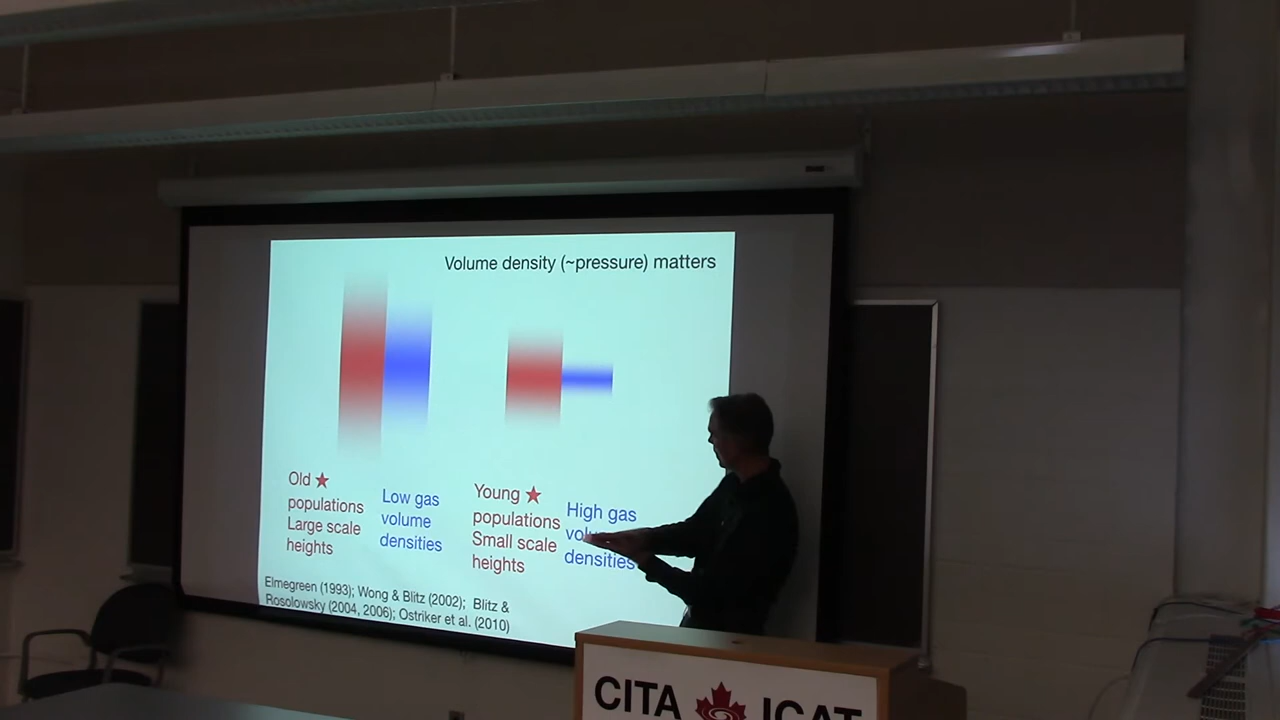 Volume density (~pressure) matters
Old ★
populations
Large scale
heights
Low gas
volume
densities
Young ★
populations
Small scale
heights
High gas
densities
Elmegreen (1993); Wong & Blitz (2002); Blitz &
Rosolowsky (2004, 2006); Ostriker et al. (2010)
CITA ICAT